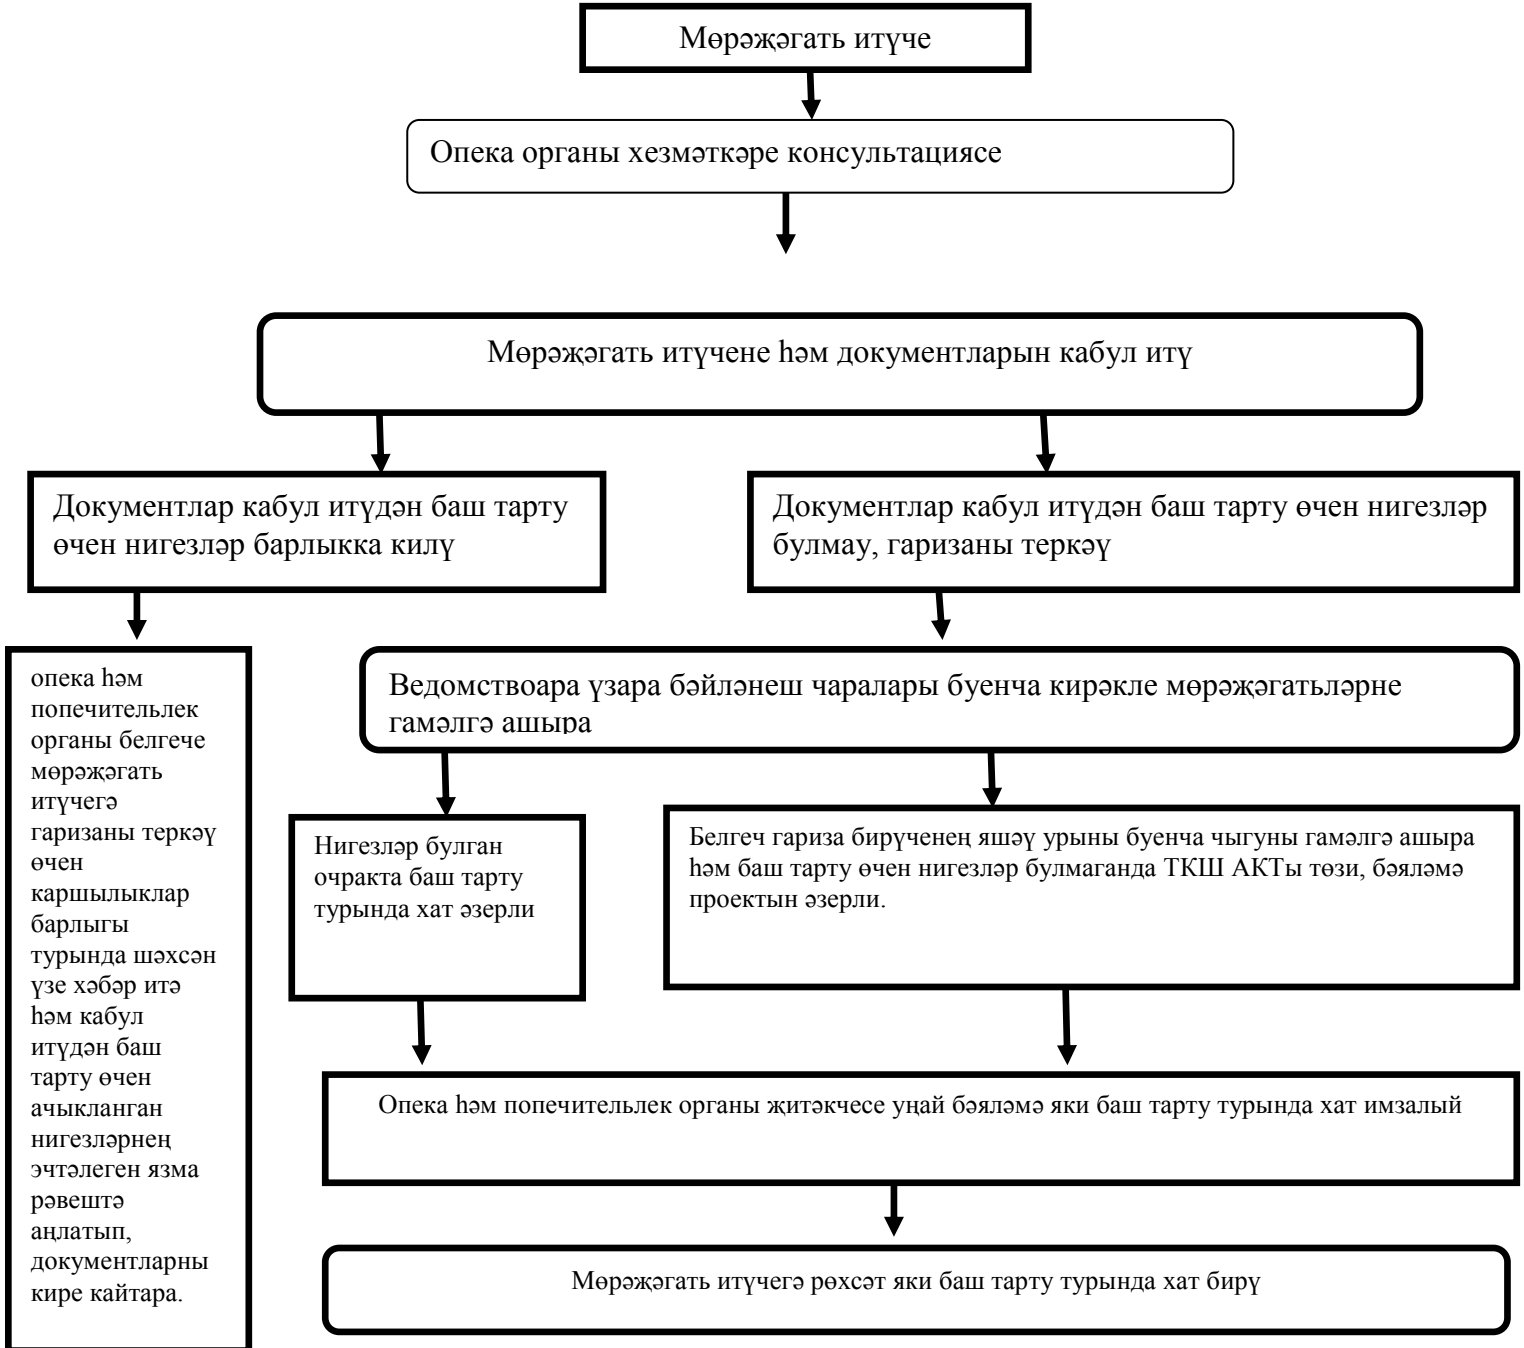 Мөрәҗәгать итүче
Опека органы хезмәткәре консультациясе
Мөрәҗәгать итүчене һәм документларын кабул итү
Документлар кабул итүдән баш тарту
өчен нигезләр барлыкка килү
Документлар кабул итүдән баш тарту өчен нигезләр
булмау, гаризаны теркәү
опека һәм
попечительлек
органы белгече
мөрәҗәгать
итүчегә
гаризаны теркәү
өчен
каршылыклар
барлыгы
турында шәхсән
үзе хәбәр итә
һәм кабул
итүдән баш
тарту өчен
ачыкланган
нигезләрнең
эчтәлеген язма
рәвештә
аңлатып,
документларны
кире кайтара.
Ведомствоара үзара бәйләнеш чаралары буенча кирәкле мөрәҗәгатьләрне
гамәлгә ашыра
Нигезләр булган
очракта баш тарту
турында хат әзерли
Белгеч гариза бирүченең яшәү урыны буенча чыгуны гамәлгә ашыра
һәм баш тарту өчен нигезләр булмаганда ТКШ АКТы төзи, бәяләмә
проектын әзерли.
Опека һәм попечительлек органы җитәкчесе уңай бәяләмә яки баш тарту турында хат имзалый
Мөрәҗәгать итүчегә рөхсәт яки баш тарту турында хат бирү